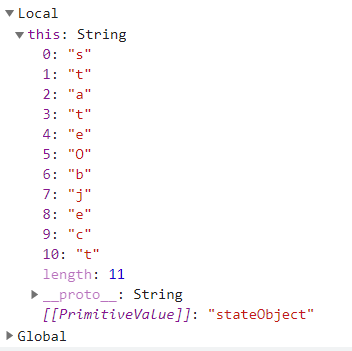 Local
this: String
0: "s"
1: "t"
2: "a"
3: "t"
4: "e"
5: "O"
6: "b"
7: "j"
8: "e"
9: "c"
10: "t"
length: 11
__proto__: String
[[PrimitiveValue]]: "stateObject"
Global